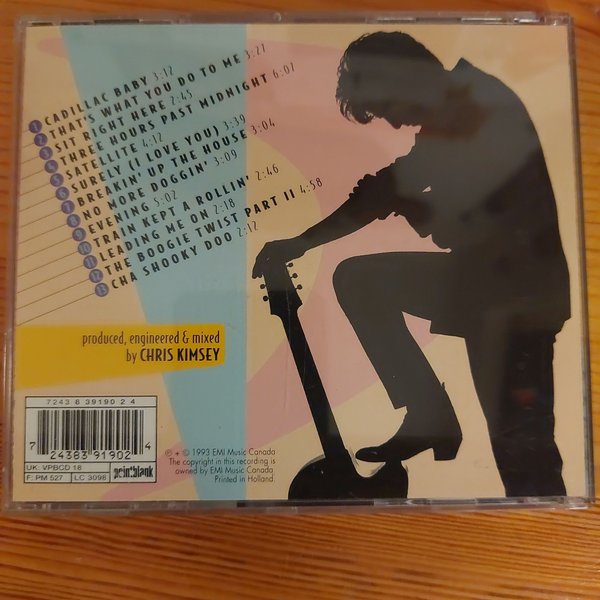 1 CADILLAC BABY 3:12
2 THAT'S WHAT YOU DO TO ME 3:27
3 SIT RIGHT HERE 2:45
4 THREE HOURS PAST MIDNIGHT 6:07
5 SATELLITE 4:12
6 SURELY (I LOVE YOU) 3:39
7 BREAKIN' UP THE HOUSE 3:04
8 NO MORE DOGGIN' 3:09
9 EVENING 5:02
10 TRAIN KEPT A ROLLIN' 2:46
11 LEADING ME ON 2:18
12 THE BOOGIE TWIST PART II 4:58
13 CHA SHOOKY DOO 2:12
produced, engineered & mixed
by CHRIS KIMSEY
7243 8 39190 2 4
7 24383 91902 4
UK: VPBCD 18
F: PM 527
LC 3098
pointblank
℗ + © 1993 EMI Music Canada
The copyright in this recording is
owned by EMI Music Canada
Printed in Holland.